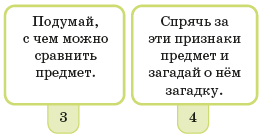 Подумай,
с чем можно
сравнить
предмет.
3
Спрячь за
эти признаки
предмет и
загадай о нём
загадку.
4